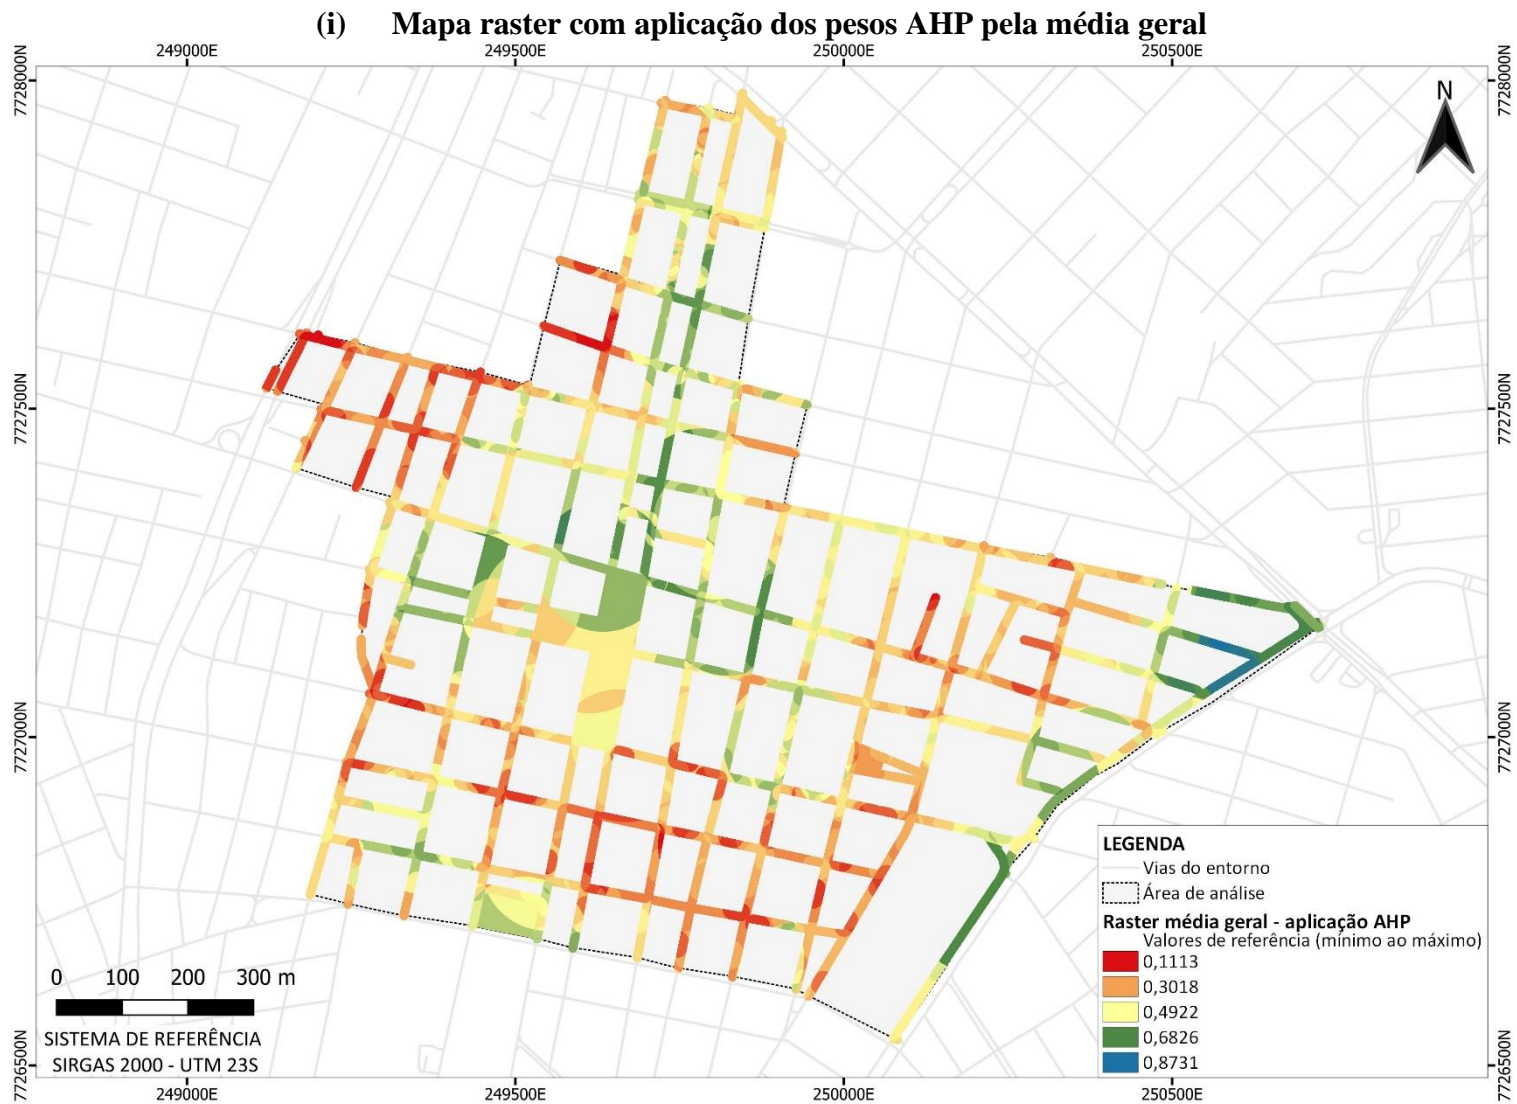 (i) Mapa raster com aplicação dos pesos AHP pela média geral
249000E 249500E 250000E 250500E
7728000N 7728000N
N
7727500N 7727500N
7727000N 7727000N
LEGENDA
Vias do entorno
Área de análise
Raster média geral - aplicação AHP
Valores de referência (mínimo ao máximo)
0,1113
0,3018
0,4922
0,6826
0,8731
0 100 200 300 m
SISTEMA DE REFERÊNCIA
SIRGAS 2000 - UTM 23S
7726500N 7726500N
249000E 249500E 250000E 250500E